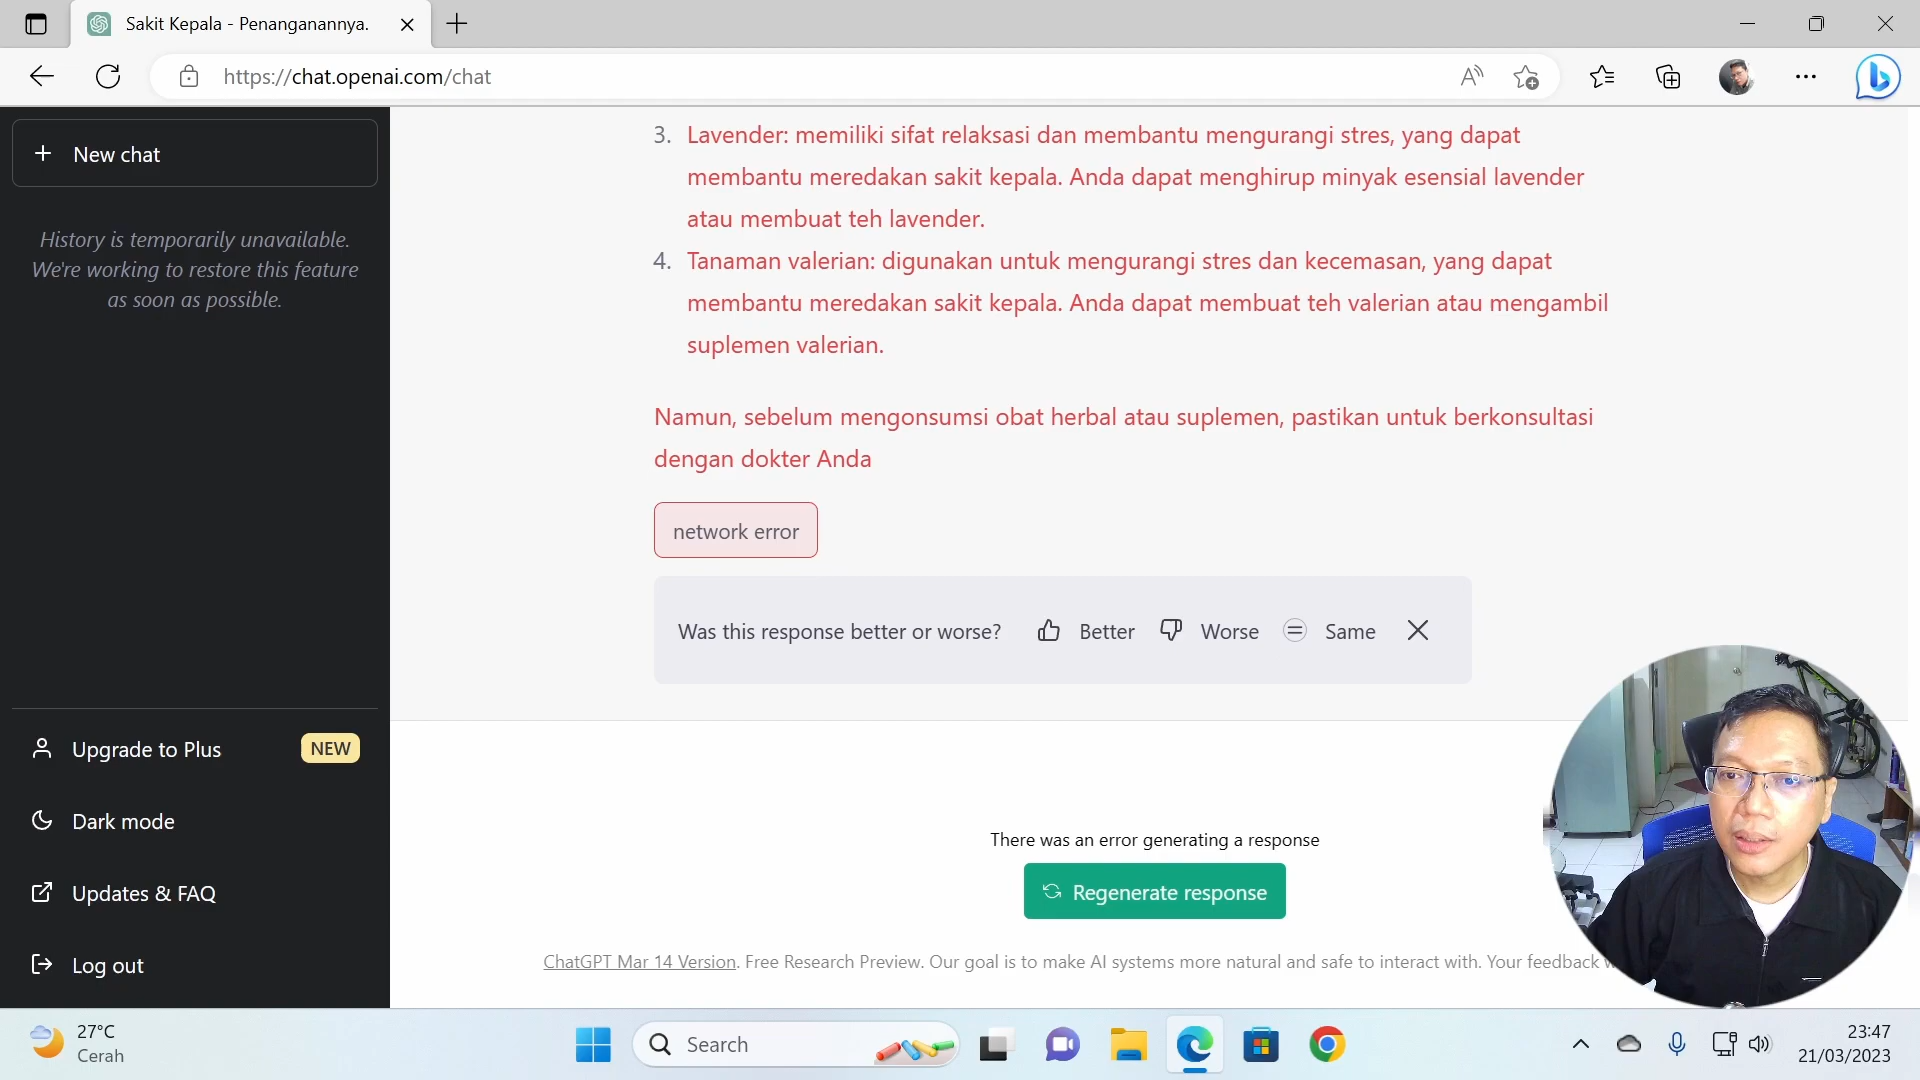 Sakit Kepala - Penanganannya.
https://chat.openai.com/chat
New chat
History is temporarily unavailable.
We're working to restore this feature
as soon as possible.
Upgrade to Plus
NEW
Dark mode
Updates & FAQ
Log out
3. Lavender: memiliki sifat relaksasi dan membantu mengurangi stres, yang dapat
membantu meredakan sakit kepala. Anda dapat menghirup minyak esensial lavender
atau membuat teh lavender.
4. Tanaman valerian: digunakan untuk mengurangi stres dan kecemasan, yang dapat
membantu meredakan sakit kepala. Anda dapat membuat teh valerian atau mengambil
suplemen valerian.
Namun, sebelum mengonsumsi obat herbal atau suplemen, pastikan untuk berkonsultasi
dengan dokter Anda
network error
Was this response better or worse? Better Worse Same
There was an error generating a response
Regenerate response
ChatGPT Mar 14 Version. Free Research Preview. Our goal is to make AI systems more natural and safe to interact with. Your feedback
27°C
Cerah
Search
23:47
21/03/2023